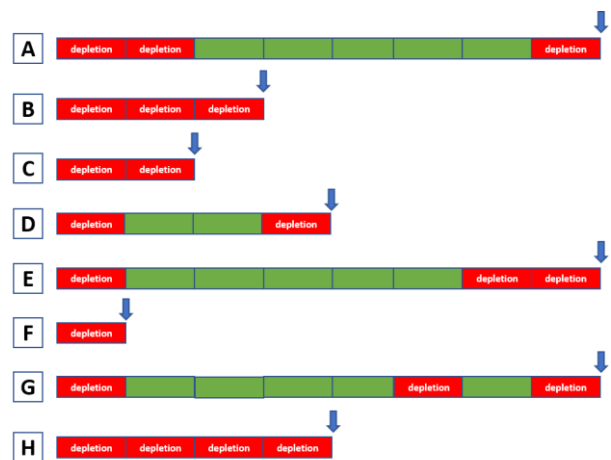 A depletion depletion depletion
B depletion depletion depletion
C depletion depletion
D depletion depletion
E depletion depletion depletion
F depletion
G depletion depletion depletion
H depletion depletion depletion depletion